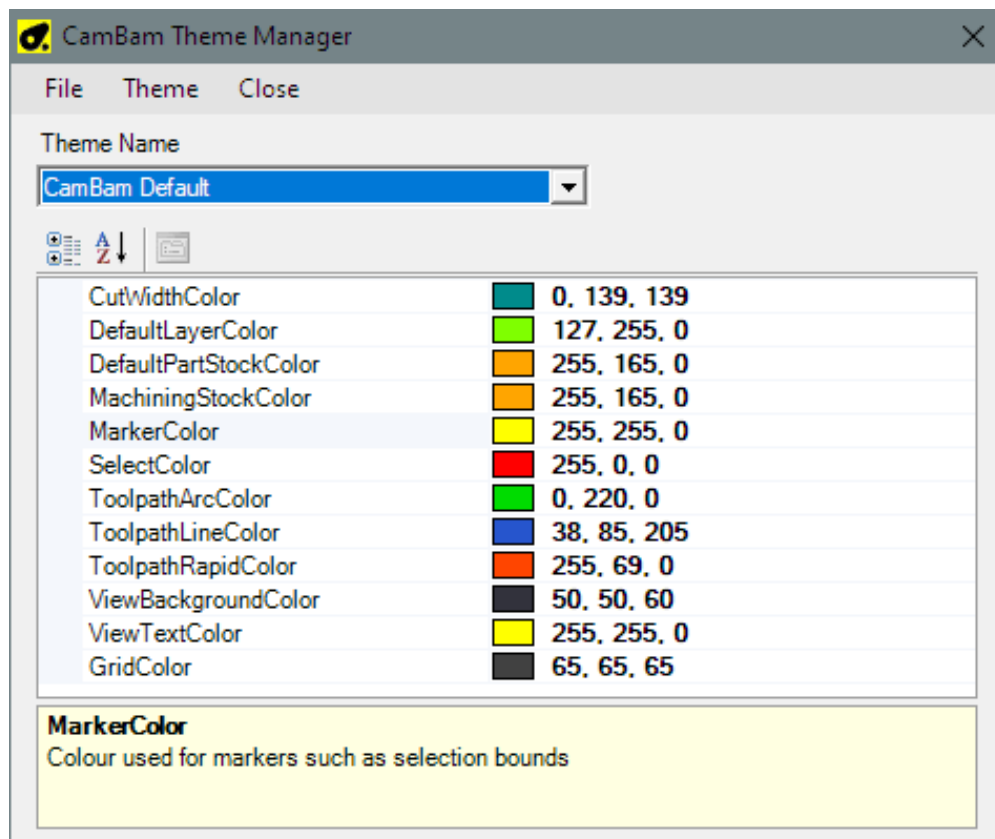 CamBam Theme Manager
File Theme Close
Theme Name
CamBam Default
CutWidthColor 0, 139, 139
DefaultLayerColor 127, 255, 0
DefaultPartStockColor 255, 165, 0
MachiningStockColor 255, 165, 0
MarkerColor 255, 255, 0
SelectColor 255, 0, 0
ToolpathArcColor 0, 220, 0
ToolpathLineColor 38, 85, 205
ToolpathRapidColor 255, 69, 0
ViewBackgroundColor 50, 50, 60
ViewTextColor 255, 255, 0
GridColor 65, 65, 65
MarkerColor
Colour used for markers such as selection bounds